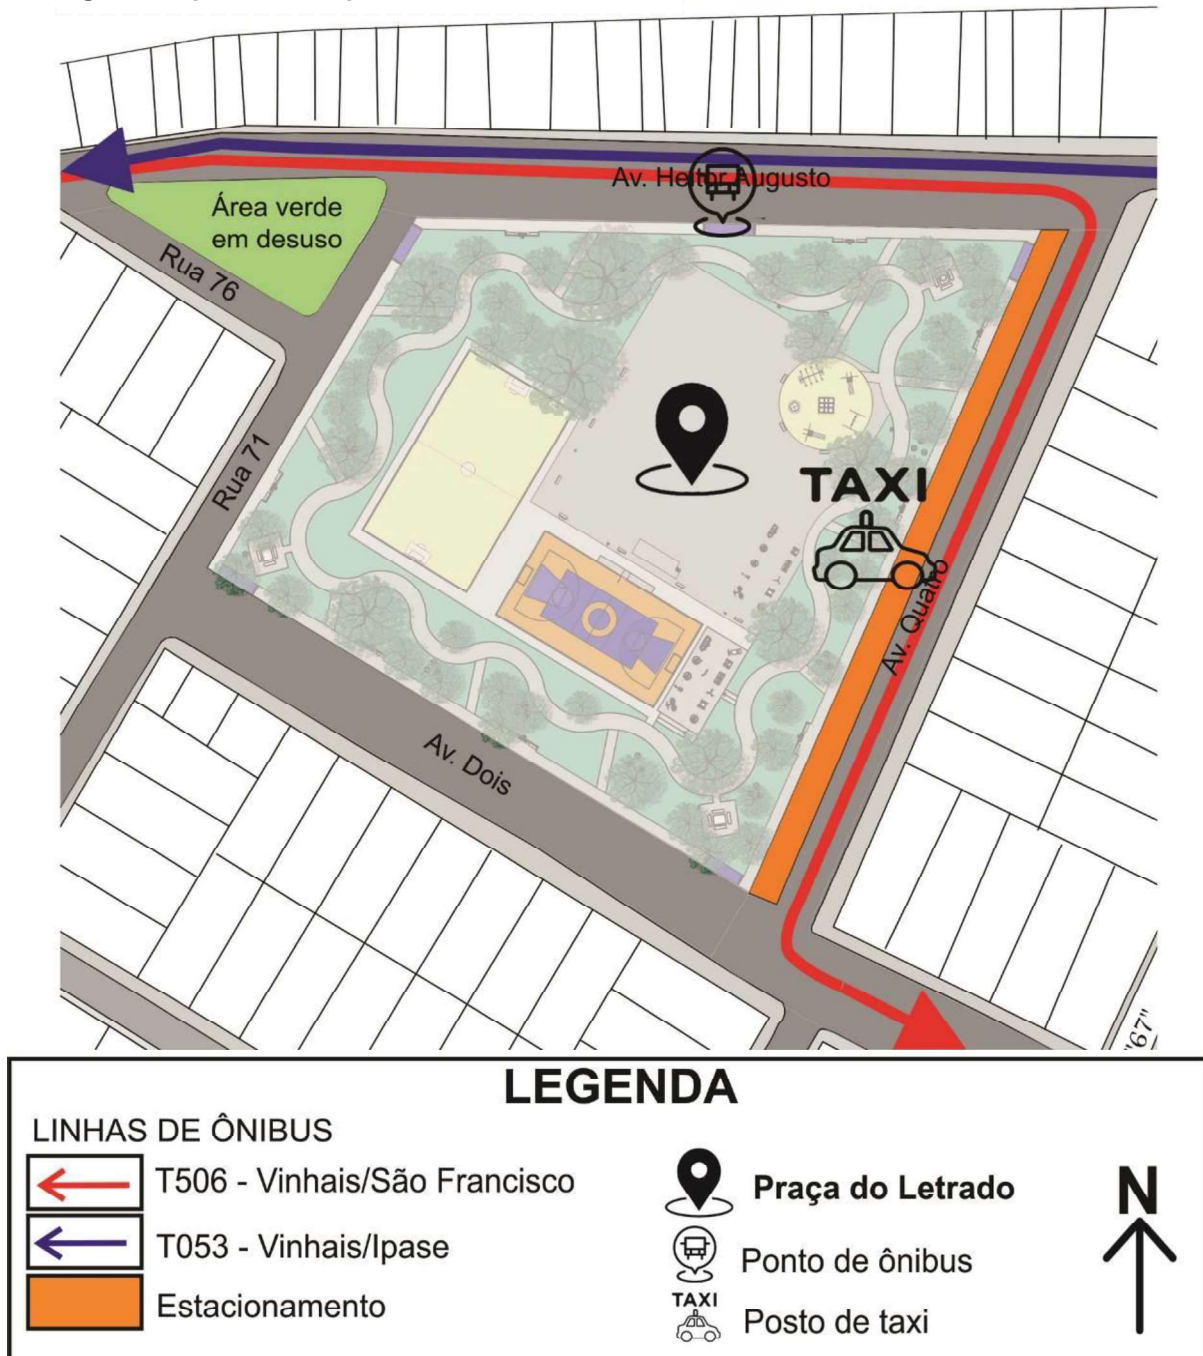 Av. Heitor Augusto
Área verde
em desuso
Rua 76
Rua 71
TAXI
Av. Quatro
Av. Dois
"67"
LEGENDA
LINHAS DE ÔNIBUS
T506 - Vinhais/São Francisco
T053 - Vinhais/Ipase
Estacionamento
Praça do Letrado
Ponto de ônibus
TAXI
Posto de taxi
N